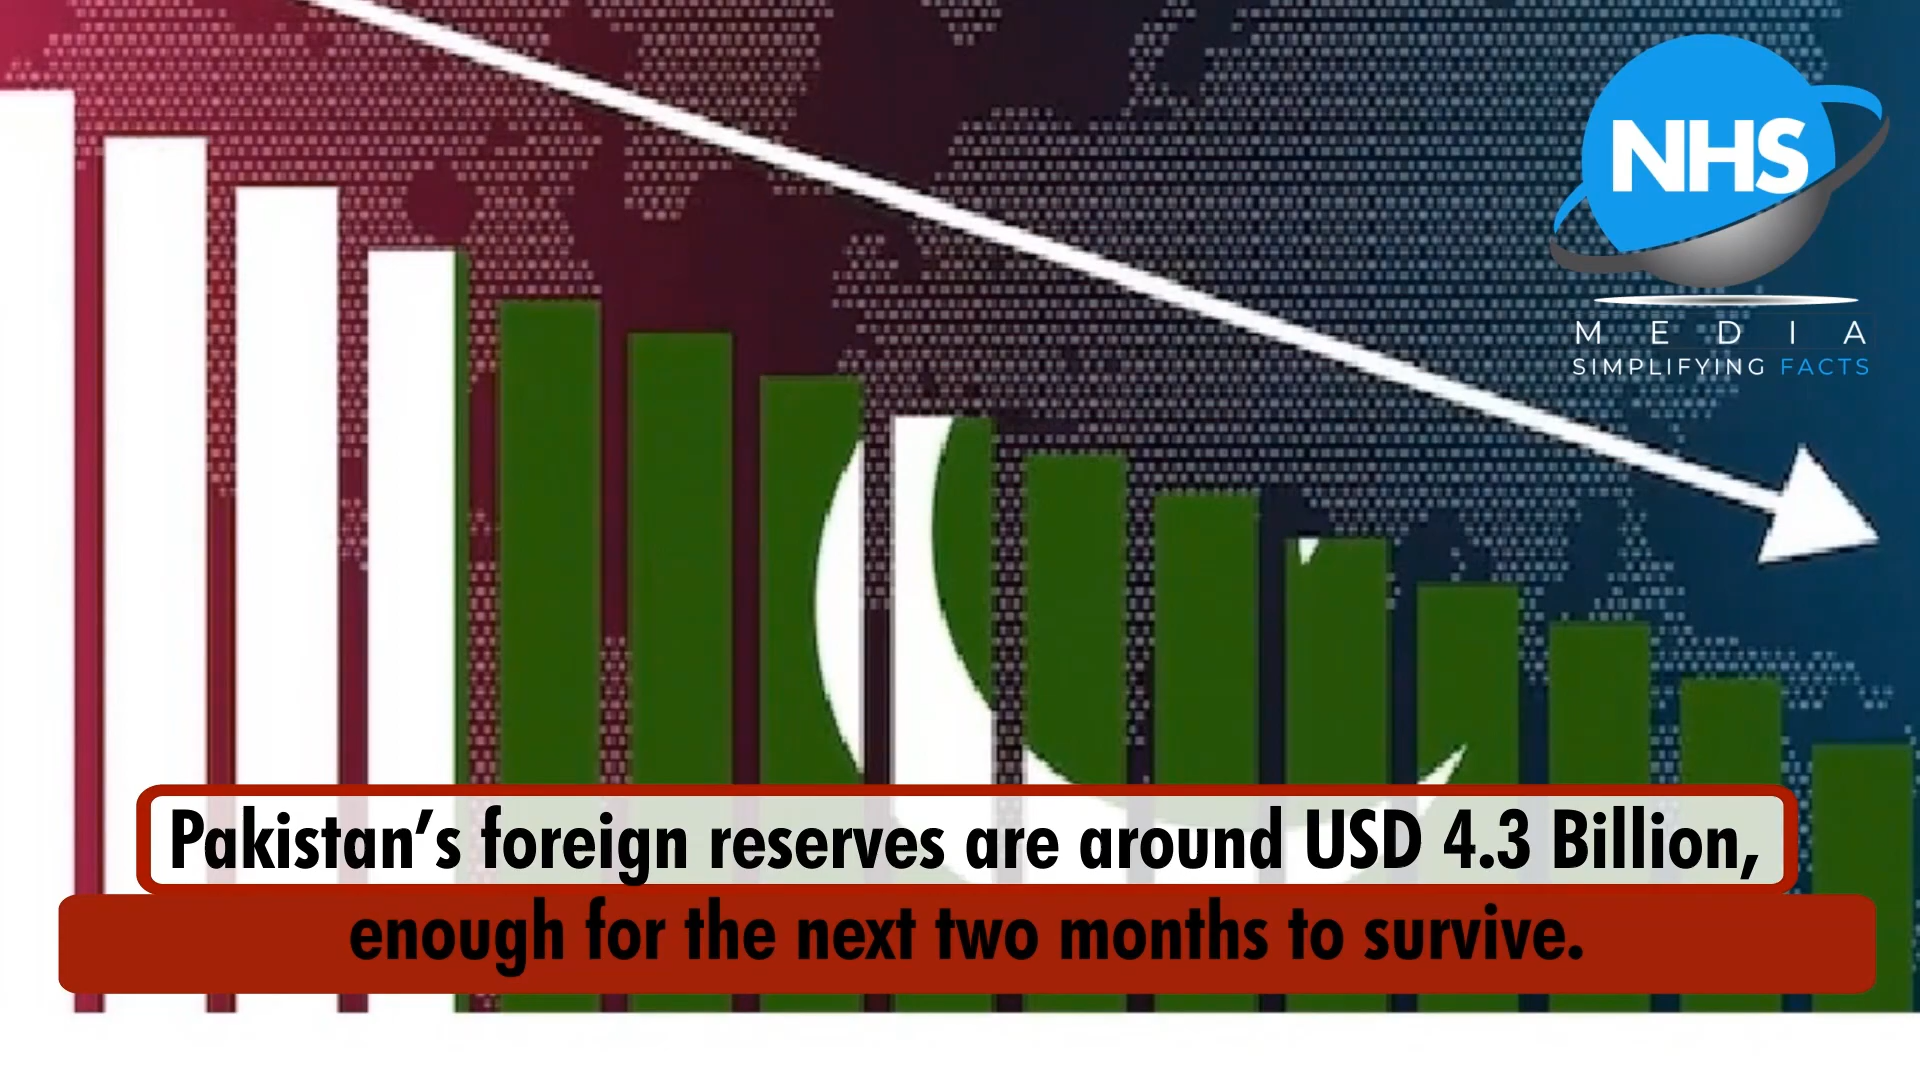 NHS
MEDIA
SIMPLIFYING FACTS
Pakistan’s foreign reserves are around USD 4.3 Billion,
enough for the next two months to survive.